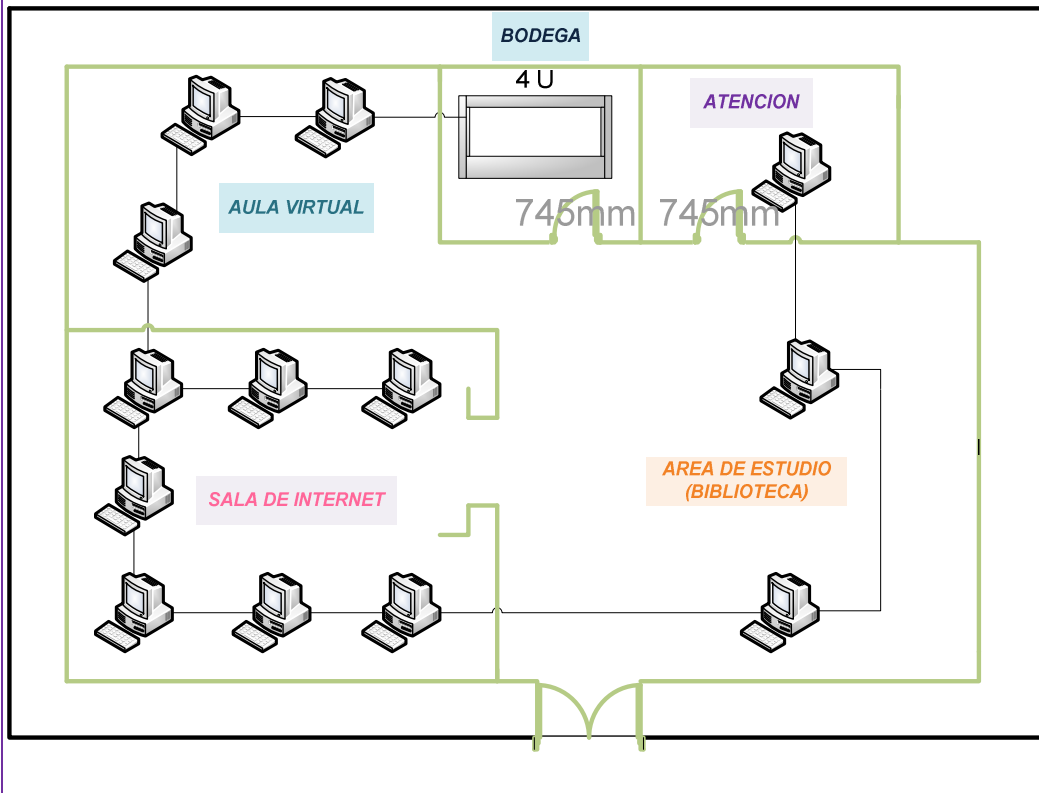 BODEGA
4 U
ATENCION
AULA VIRTUAL
745mm 745mm
AREA DE ESTUDIO
(BIBLIOTECA)
SALA DE INTERNET